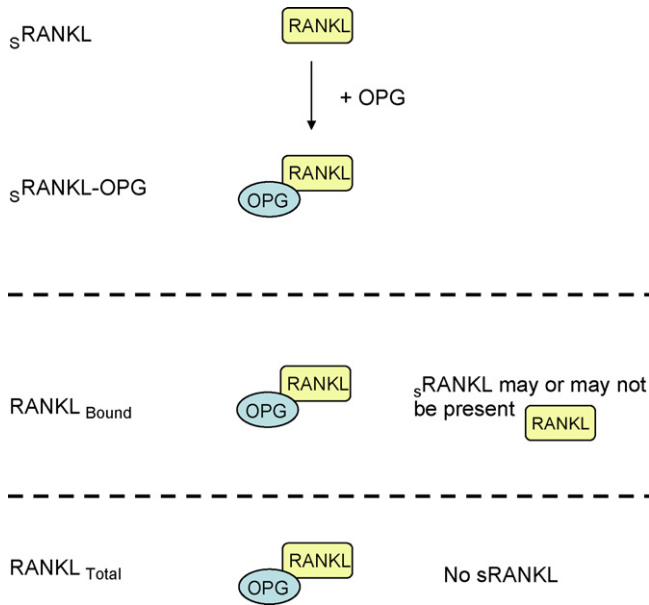 sRANKL
RANKL
+ OPG
sRANKL-OPG
RANKL
OPG
RANKL Bound
RANKL
OPG
sRANKL may or may not
be present
RANKL
RANKL Total
RANKL
OPG
No sRANKL